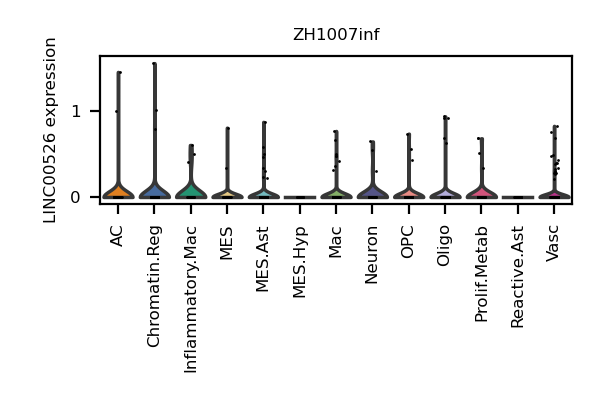 ZH1007inf
LINC00526 expression
1
0
AC
Chromatin.Reg
Inflammatory.Mac
MES
MES.Ast
MES.Hyp
Mac
Neuron
OPC
Oligo
Prolif.Metab
Reactive.Ast
Vasc